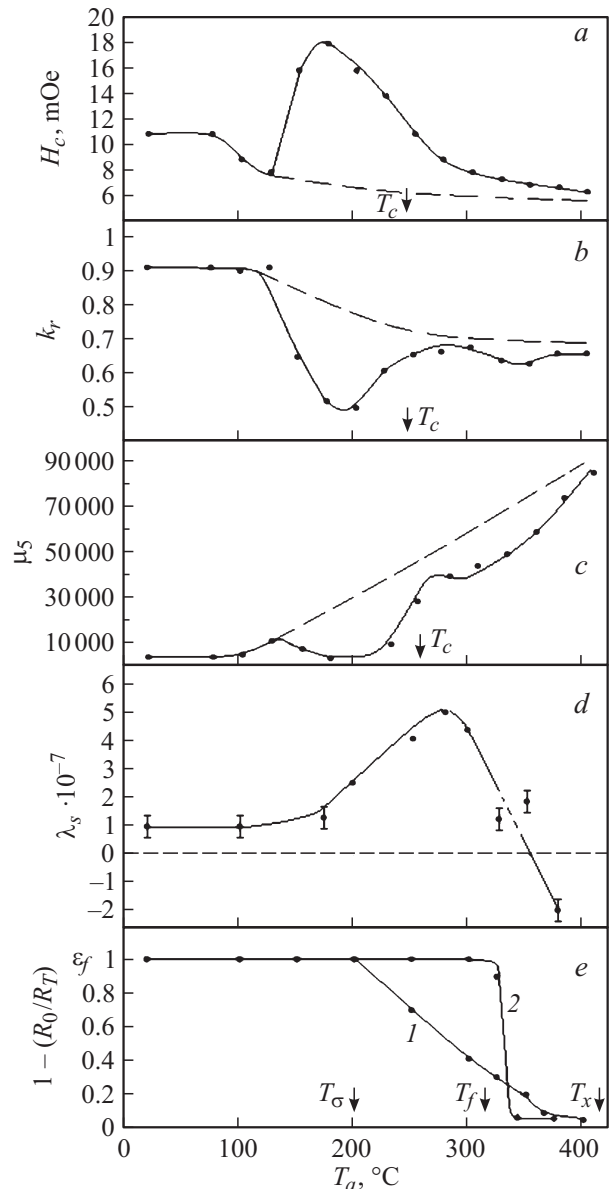 a
20
18
16
14
12
10
8
6
H_c, mOe
T_c
b
1
0.9
0.8
0.7
0.6
0.5
k_r
T_c
c
90 000
70 000
50 000
30 000
10 000
μ_5
T_c
d
6
5
4
3
2
1
0
−1
−2
λ_s · 10^−7
e
ε_f
1
0.8
0.6
0.4
0.2
0
1 − (R_0/R_T)
1
2
T_σ
T_f
T_x
0
100
200
300
400
T_a, °C